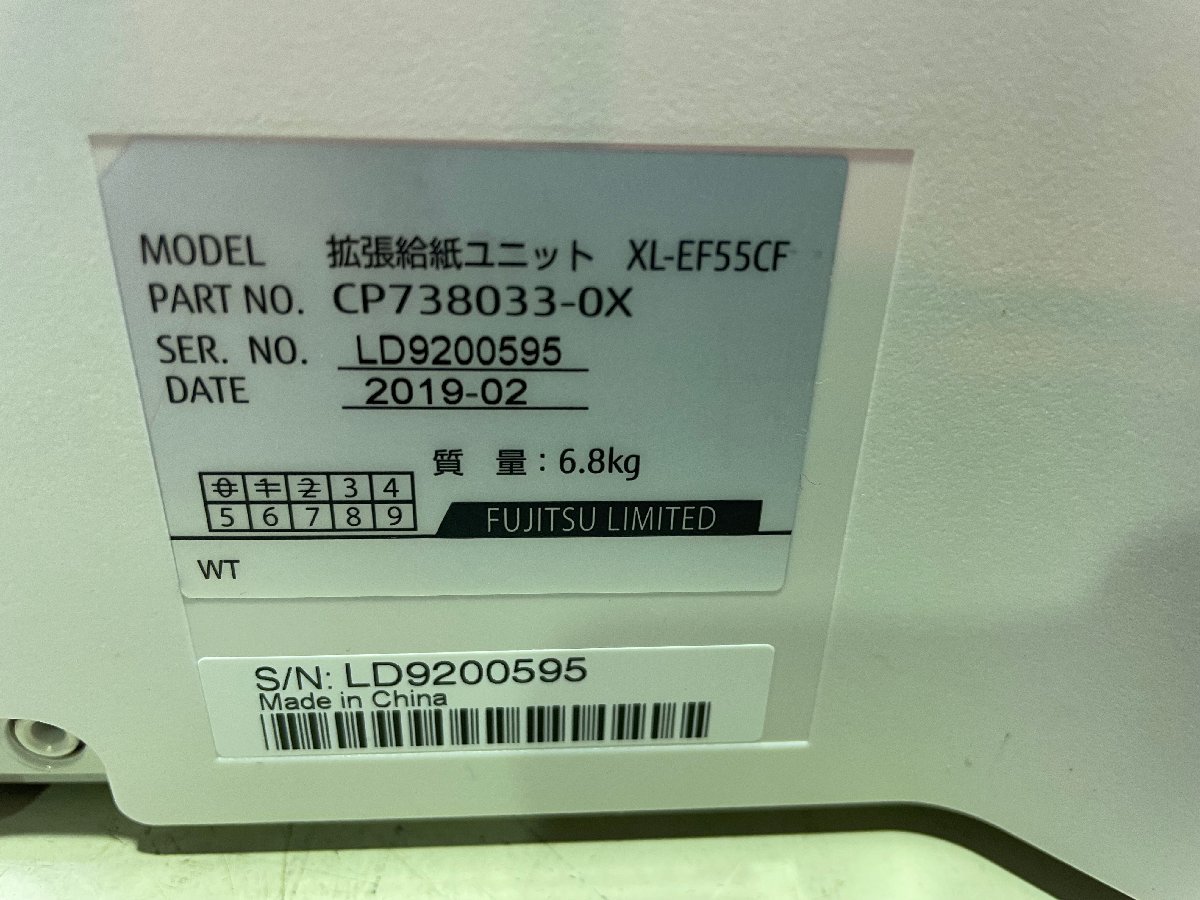 MODEL 拡張給紙ユニット XL-EF55CF
PART NO. CP738033-0X
SER. NO. LD9200595
DATE 2019-02
質 量：6.8kg
0 1 2 3 4
5 6 7 8 9
FUJITSU LIMITED
WT
S/N: LD9200595
Made in China